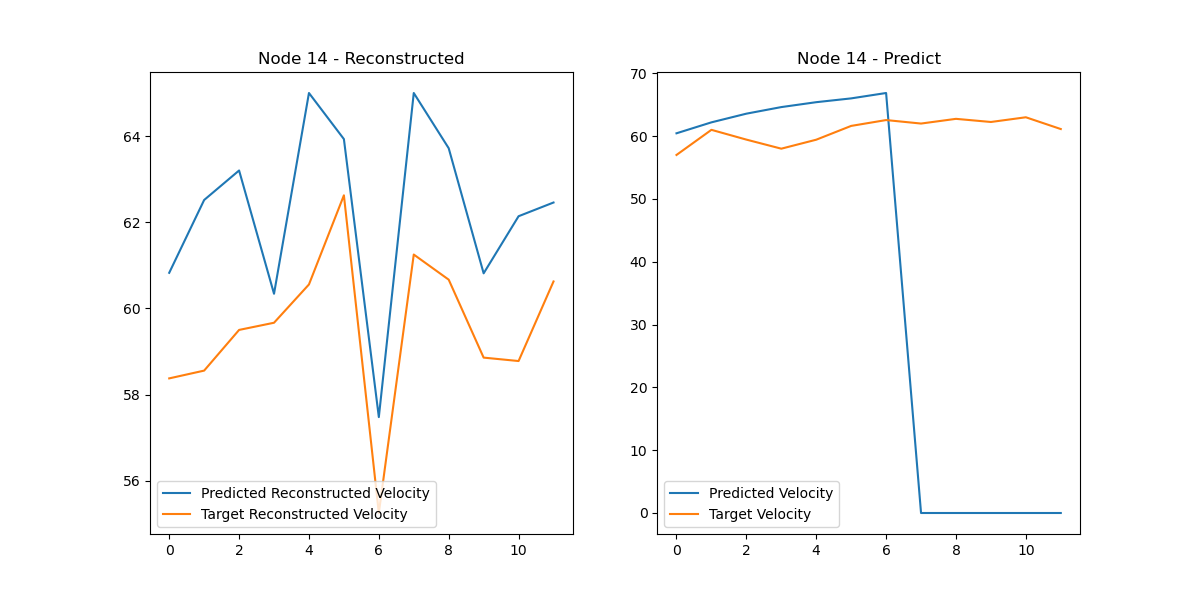 Node 14 - Reconstructed
64
62
60
58
56
0 2 4 6 8 10
Predicted Reconstructed Velocity
Target Reconstructed Velocity
Node 14 - Predict
70
60
50
40
30
20
10
0
0 2 4 6 8 10
Predicted Velocity
Target Velocity